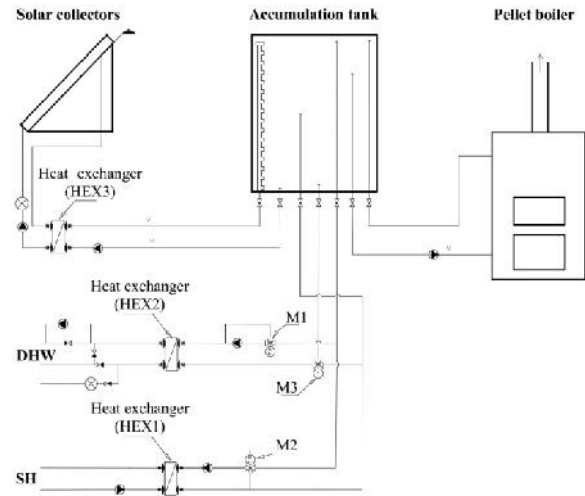 Solar collectors
Accumulation tank
Pellet boiler
Heat exchanger
(HEX3)
Heat exchanger
(HEX2)
M1
DHW
M3
Heat exchanger
(HEX1)
M2
SH